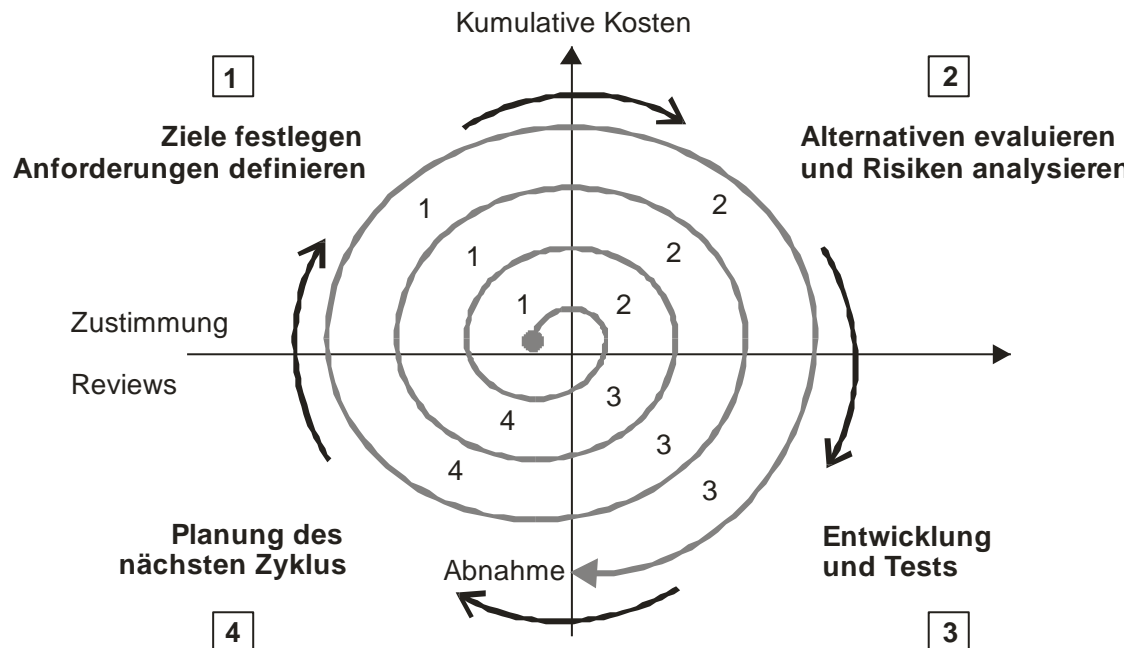 Kumulative Kosten
1
2
Ziele festlegen
Anforderungen definieren
Alternativen evaluieren
und Risiken analysieren
1
2
1
2
1
2
Zustimmung
Reviews
3
4
3
4
3
Planung des
nächsten Zyklus
Entwicklung
und Tests
Abnahme
4
3